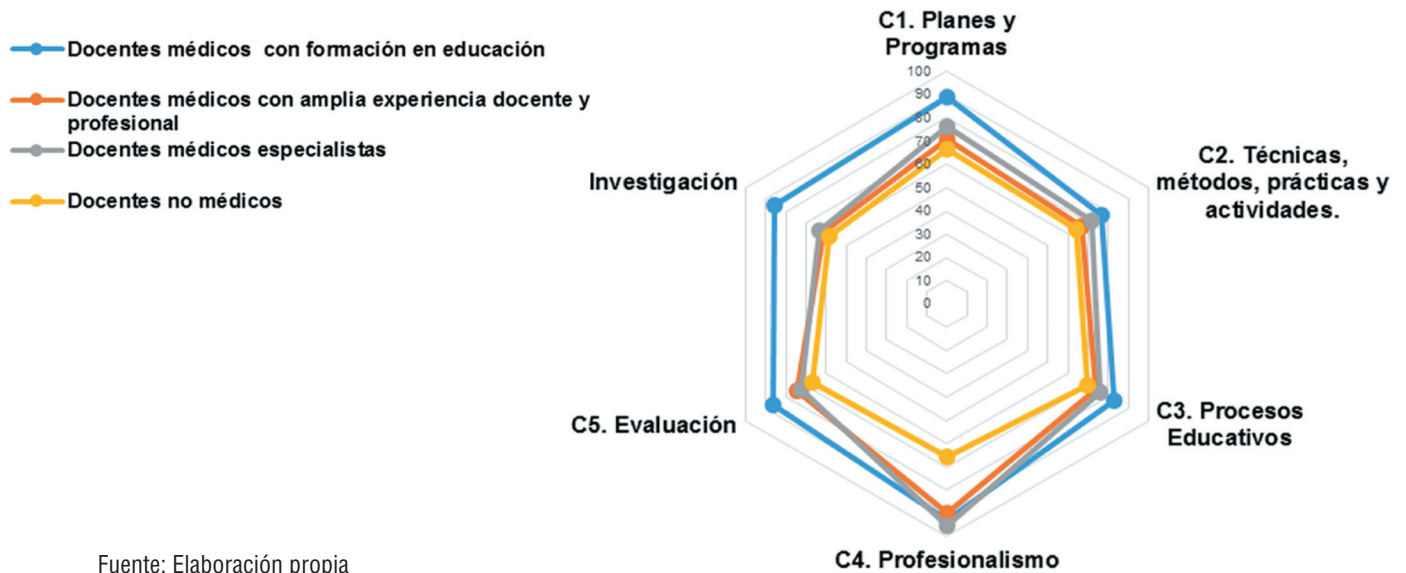 Docentes médicos con formación en educación
Docentes médicos con amplia experiencia docente y
profesional
Docentes médicos especialistas
Docentes no médicos
C1. Planes y
Programas
100
90
80
70
60
50
40
30
20
10
0
C2. Técnicas,
métodos, prácticas y
actividades.
C3. Procesos
Educativos
C4. Profesionalismo
C5. Evaluación
Investigación
Fuente: Elaboración propia